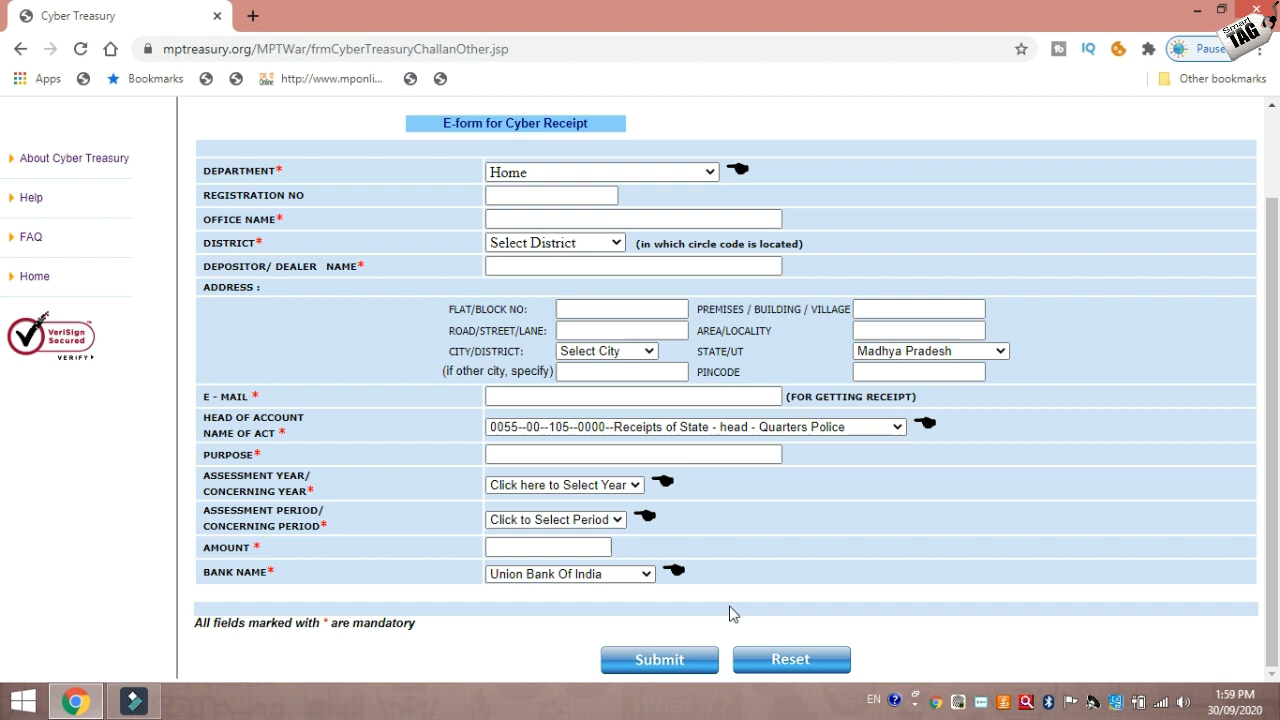 Cyber Treasury
Smart TAG
mptreasury.org/MPTWar/frmCyberTreasuryChallanOther.jsp
IQ
Pause
Apps
Bookmarks
http://www.mponli...
Other bookmarks
E-form for Cyber Receipt
About Cyber Treasury
Help
FAQ
Home
VeriSign
Secured
VERIFY
DEPARTMENT* Home
REGISTRATION NO
OFFICE NAME*
DISTRICT* Select District (in which circle code is located)
DEPOSITOR/ DEALER NAME*
ADDRESS :
FLAT/BLOCK NO: PREMISES / BUILDING / VILLAGE
ROAD/STREET/LANE: AREA/LOCALITY
CITY/DISTRICT: Select City STATE/UT Madhya Pradesh
(if other city, specify) PINCODE
E - MAIL * (FOR GETTING RECEIPT)
HEAD OF ACCOUNT
NAME OF ACT * 0055--00--105--0000--Receipts of State - head - Quarters Police
PURPOSE*
ASSESSMENT YEAR/
CONCERNING YEAR* Click here to Select Year
ASSESSMENT PERIOD/
CONCERNING PERIOD* Click to Select Period
AMOUNT *
BANK NAME* Union Bank Of India
All fields marked with * are mandatory
Submit Reset
EN
1:59 PM
30/09/2020